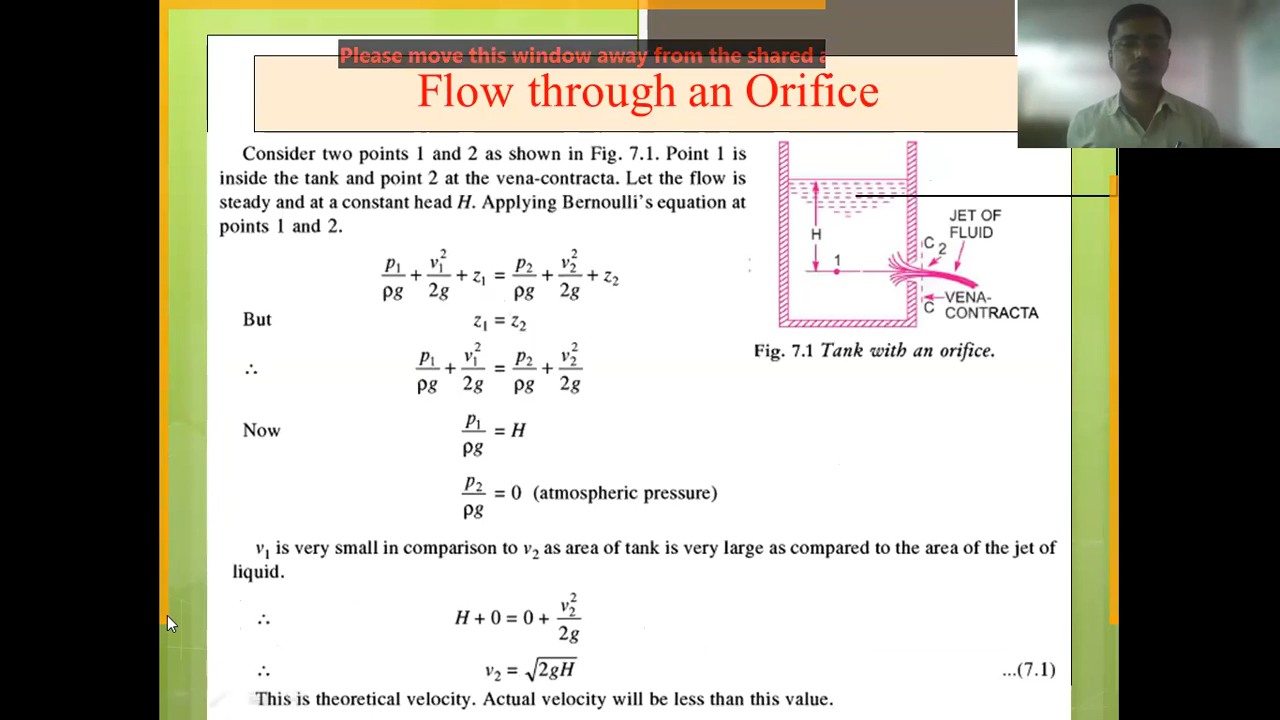 Please move this window away from the shared a
Flow through an Orifice
Consider two points 1 and 2 as shown in Fig. 7.1. Point 1 is
inside the tank and point 2 at the vena-contracta. Let the flow is
steady and at a constant head H. Applying Bernoulli's equation at
points 1 and 2.
p₁/ρg + v₁²/2g + z₁ = p₂/ρg + v₂²/2g + z₂
But z₁ = z₂
∴ p₁/ρg + v₁²/2g = p₂/ρg + v₂²/2g
Now p₁/ρg = H
p₂/ρg = 0 (atmospheric pressure)
H
1
C 2
JET OF
FLUID
C
VENA-
CONTRACTA
Fig. 7.1 Tank with an orifice.
v₁ is very small in comparison to v₂ as area of tank is very large as compared to the area of the jet of
liquid.
∴ H + 0 = 0 + v₂²/2g
∴ v₂ = √2gH ...(7.1)
This is theoretical velocity. Actual velocity will be less than this value.